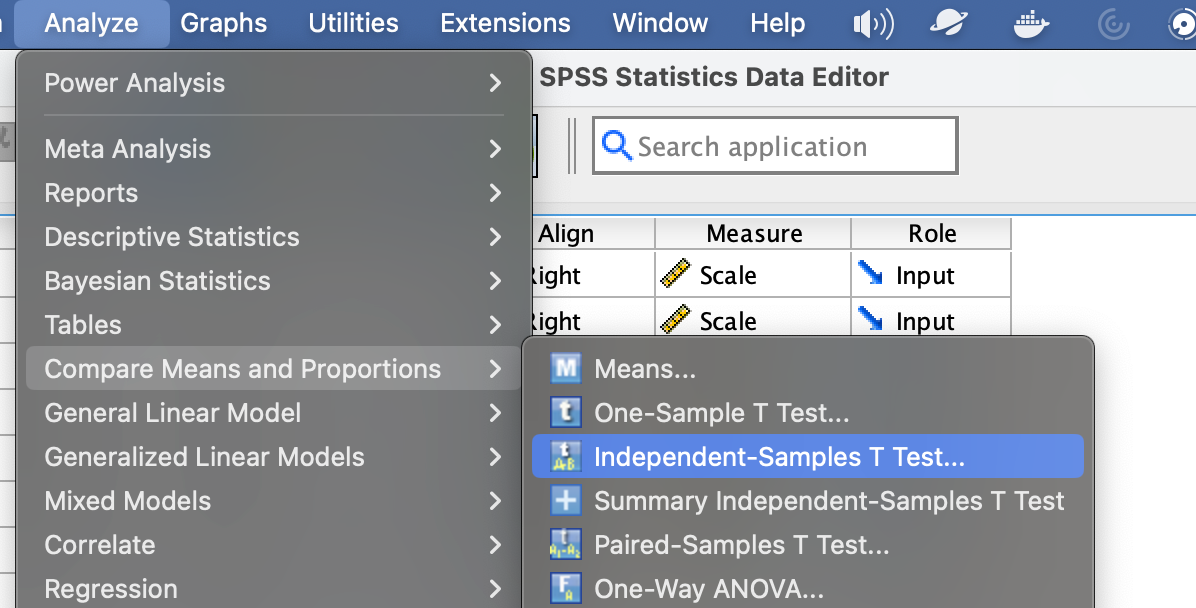 Analyze Graphs Utilities Extensions Window Help
SPSS Statistics Data Editor
Search application
Power Analysis
Meta Analysis
Reports
Descriptive Statistics
Bayesian Statistics
Tables
Compare Means and Proportions
General Linear Model
Generalized Linear Models
Mixed Models
Correlate
Regression
Align Measure Role
Right Scale Input
Right Scale Input
M Means...
t One-Sample T Test...
t A-B Independent-Samples T Test...
Summary Independent-Samples T Test
t A₁-A₂ Paired-Samples T Test...
F A One-Way ANOVA...